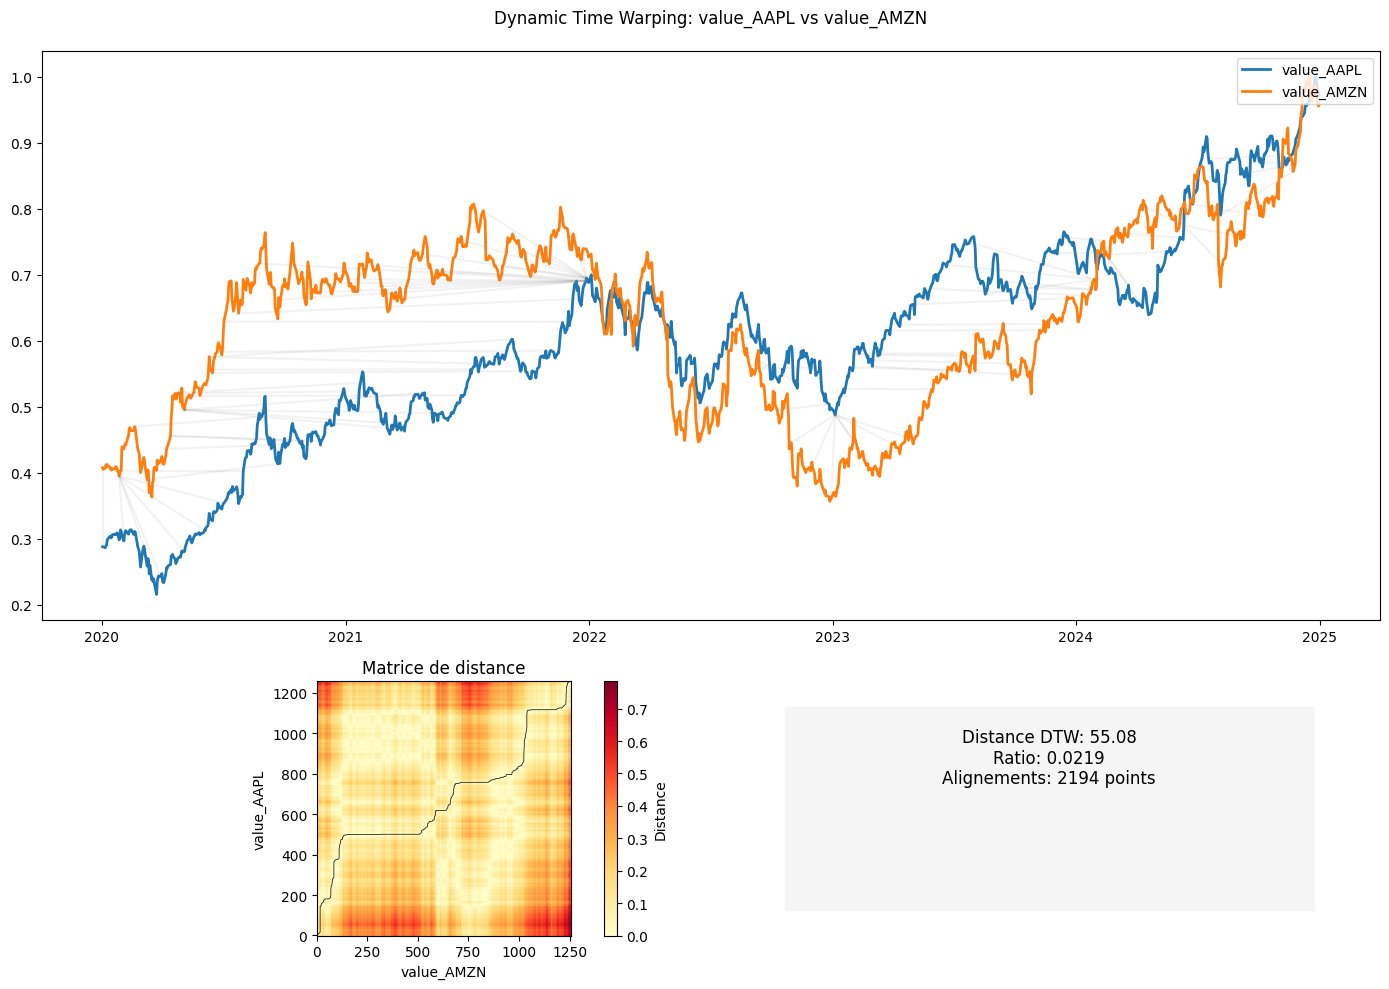 Dynamic Time Warping: value_AAPL vs value_AMZN
value_AAPL
value_AMZN
1.0
0.9
0.8
0.7
0.6
0.5
0.4
0.3
0.2
2020 2021 2022 2023 2024 2025
Matrice de distance
value_AAPL
1200
1000
800
600
400
200
0
0 250 500 750 1000 1250
value_AMZN
0.7
0.6
0.5
0.4
0.3
0.2
0.1
0.0
Distance
Distance DTW: 55.08
Ratio: 0.0219
Alignements: 2194 points